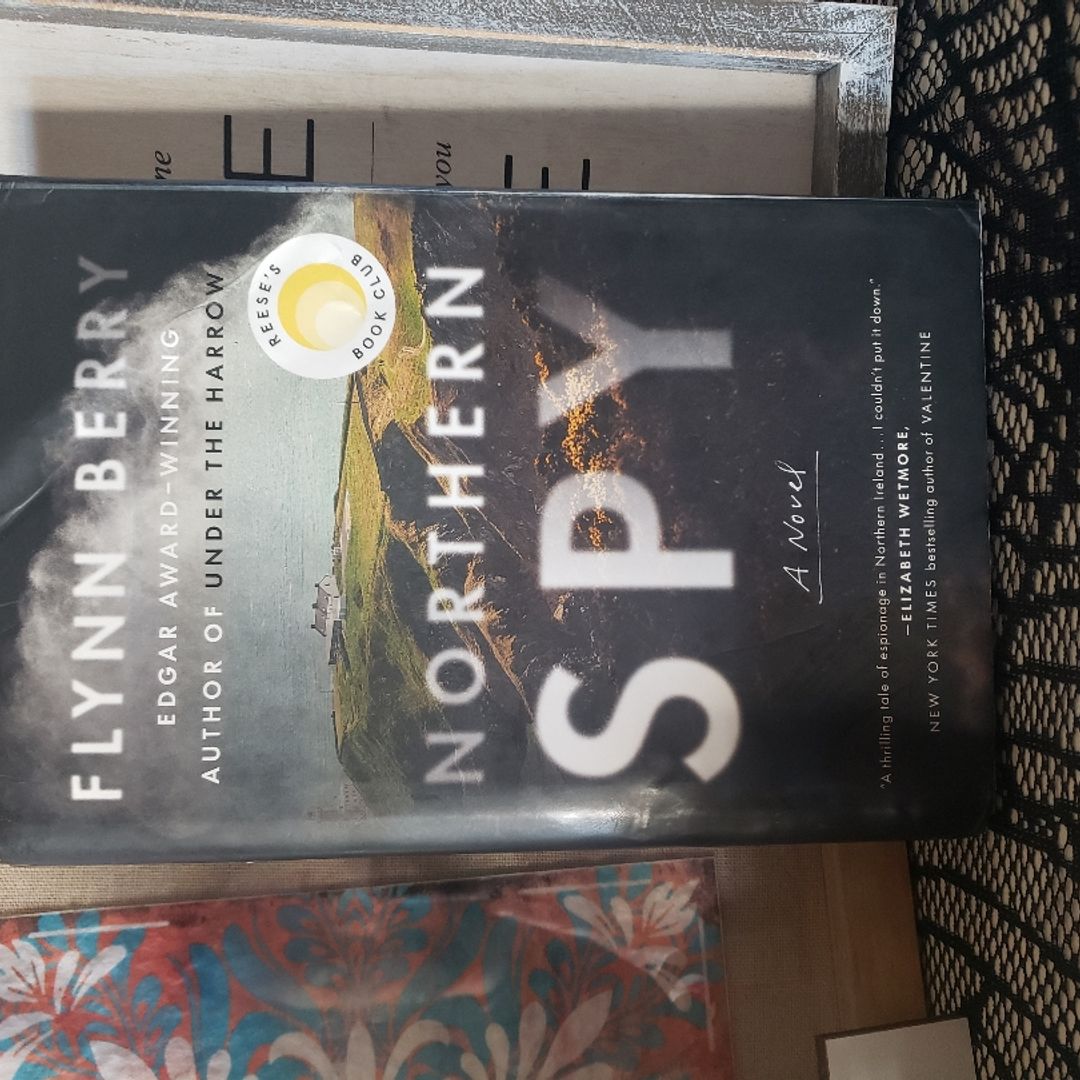 FLYNN BERRY
EDGAR AWARD-WINNING
AUTHOR OF UNDER THE HARROW
REESE'S
BOOK CLUB
NORTHERN
SPY
A Novel
"A thrilling tale of espionage in Northern Ireland... I couldn't put it down."
—ELIZABETH WETMORE,
NEW YORK TIMES bestselling author of VALENTINE
you